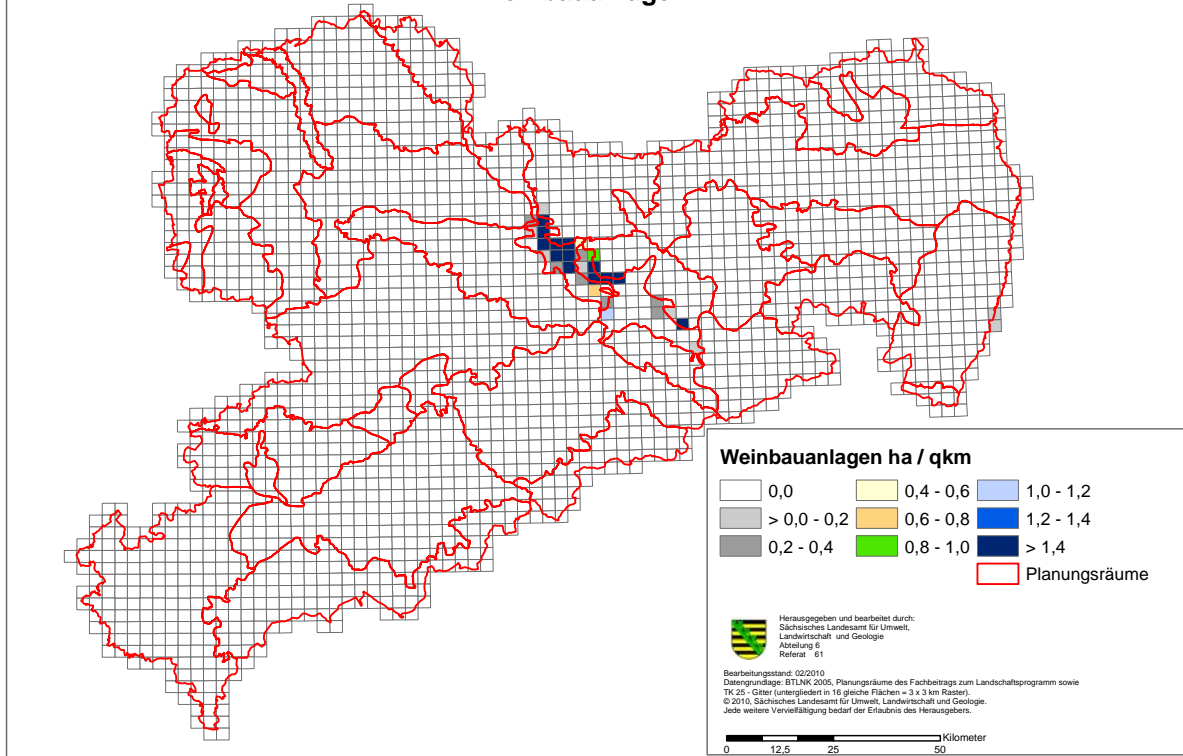 Weinbauanlagen ha / qkm
0,0
> 0,0 - 0,2
0,2 - 0,4
0,4 - 0,6
0,6 - 0,8
0,8 - 1,0
1,0 - 1,2
1,2 - 1,4
> 1,4
Planungsräume
Herausgegeben und bearbeitet durch:
Sächsisches Landesamt für Umwelt,
Landwirtschaft und Geologie
Abteilung 6
Referat 61
Bearbeitungsstand: 02/2010
Datengrundlage: BTLNK 2005, Planungsräume des Fachbeitrags zum Landschaftsprogramm sowie
TK 25 - Gitter (untergliedert in 16 gleiche Flächen = 3 x 3 km Raster).
© 2010, Sächsisches Landesamt für Umwelt, Landwirtschaft und Geologie.
Jede weitere Vervielfältigung bedarf der Erlaubnis des Herausgebers.
Kilometer
0 12,5 25 50